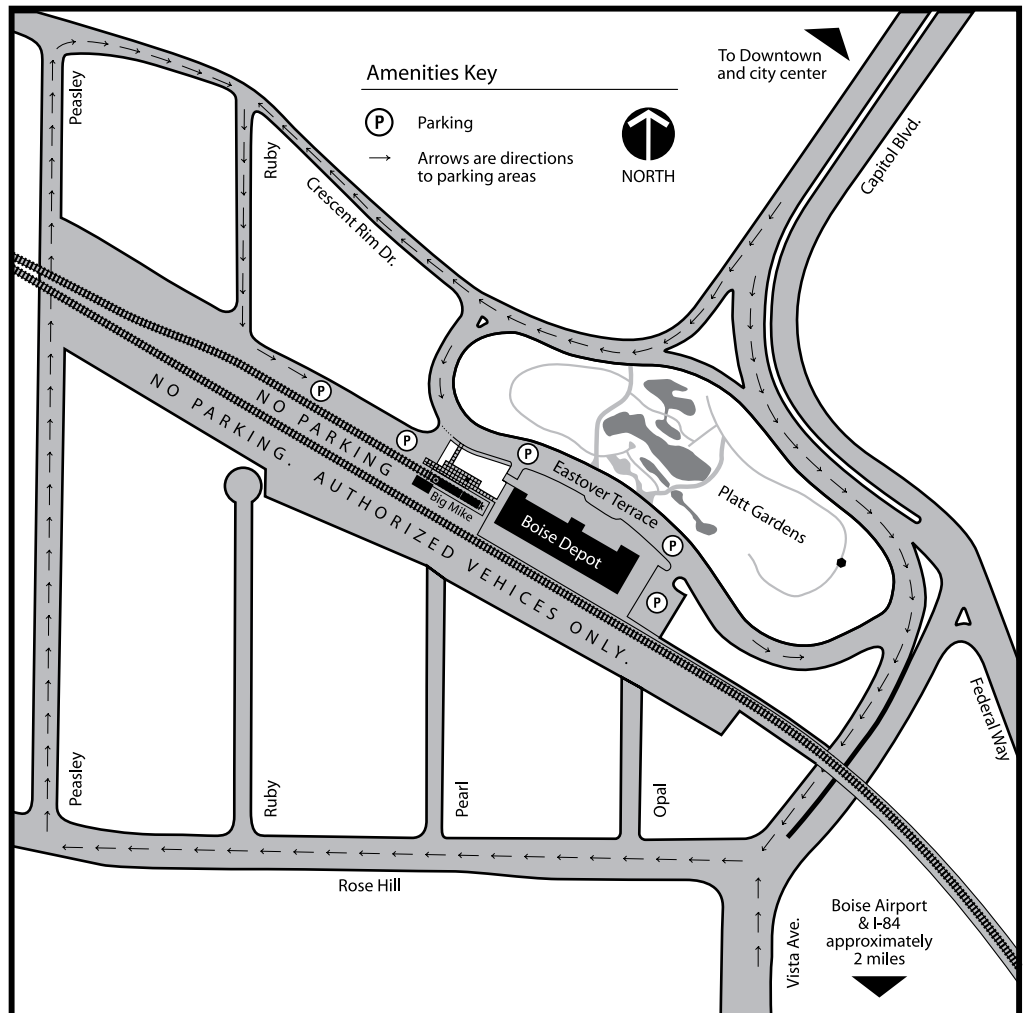 To Downtown
and city center
Amenities Key
P Parking
→ Arrows are directions
to parking areas
NORTH
Peasley
Ruby
Crescent Rim Dr.
Capitol Blvd.
P
NO PARKING
P
NO PARKING. AUTHORIZED VEHICES ONLY.
P
Eastover Terrace
Big Mike
Boise Depot
Platt Gardens
P
P
Federal Way
Peasley
Ruby
Pearl
Opal
Rose Hill
Vista Ave.
Boise Airport
& I-84
approximately
2 miles